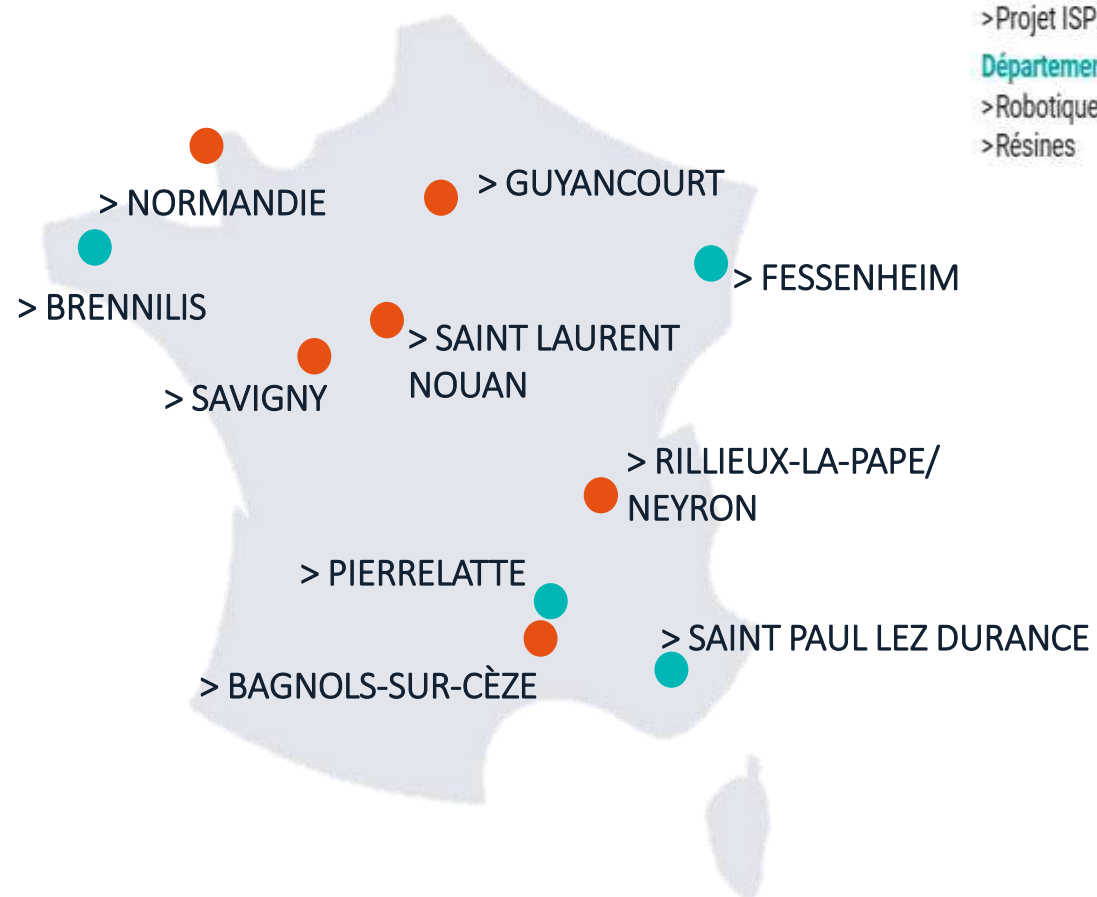 >Projet ISP
Départemen
>Robotique
>Résines
> GUYANCOURT
> NORMANDIE
> FESSENHEIM
> BRENNILIS
> SAINT LAURENT
NOUAN
> SAVIGNY
> RILLIEUX-LA-PAPE/
NEYRON
> PIERRELATTE
> SAINT PAUL LEZ DURANCE
> BAGNOLS-SUR-CÈZE